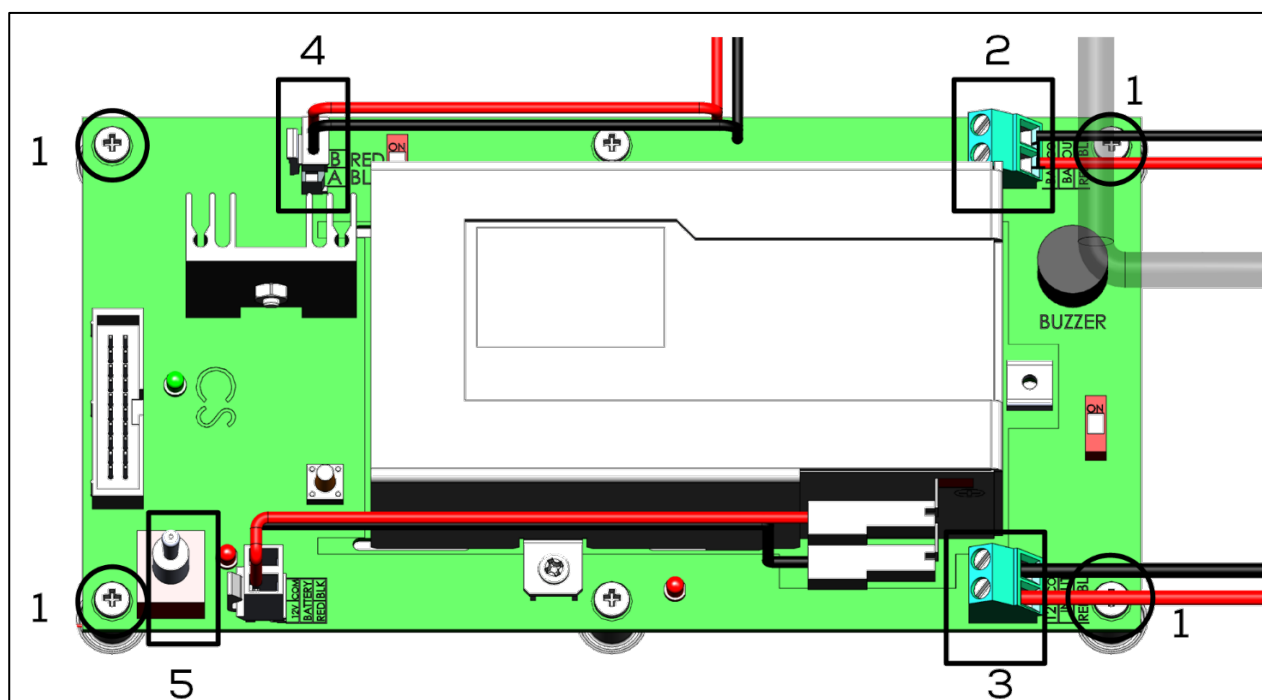 4
2
1
1
ON
B RED
A BL
BUZZER
CS
ON
12V COM
BATTERY
RED BLK
1
1
5
3